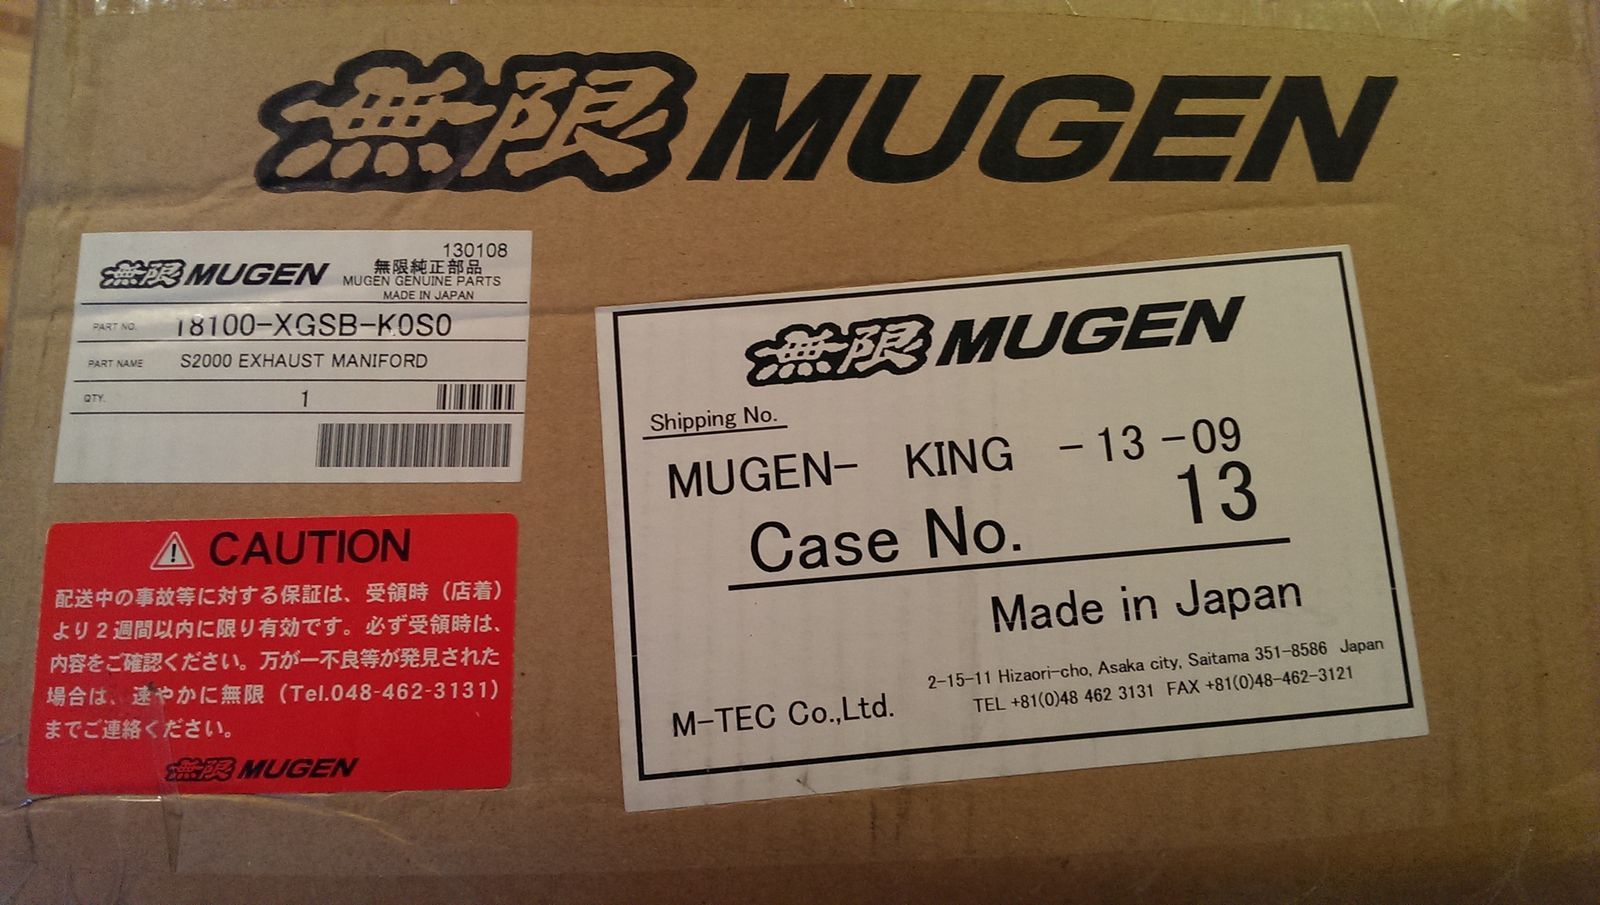 無限 MUGEN
130108
無限 MUGEN 無限純正部品
MUGEN GENUINE PARTS
MADE IN JAPAN
PART NO. 18100-XGSB-K0S0
PART NAME S2000 EXHAUST MANIFORD
QTY. 1
CAUTION
配送中の事故等に対する保証は、受領時（店着）
より2週間以内に限り有効です。必ず受領時は、
内容をご確認ください。万が一不良等が発見された
場合は、速やかに無限（Tel.048-462-3131）
までご連絡ください。
無限 MUGEN
無限 MUGEN
Shipping No.
MUGEN- KING -13-09
Case No. 13
Made in Japan
2-15-11 Hizaori-cho, Asaka city, Saitama 351-8586 Japan
M-TEC Co.,Ltd. TEL +81(0)48 462 3131 FAX +81(0)48-462-3121